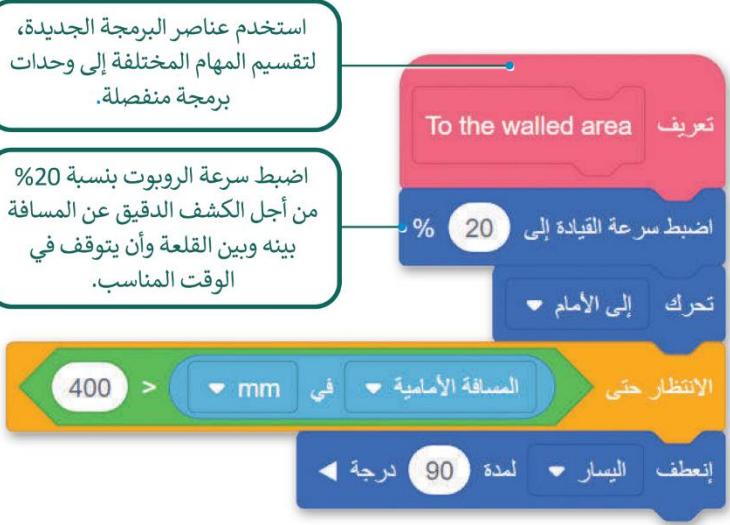 استخدم عناصر البرمجة الجديدة،
لتقسيم المهام المختلفة إلى وحدات
برمجة منفصلة.
تعريف To the walled area
اضبط سرعة الروبوت بنسبة 20%
من أجل الكشف الدقيق عن المسافة
بينه وبين القلعة وأن يتوقف في
الوقت المناسب.
اضبط سرعة القيادة إلى 20 %
تحرك إلى الأمام
الانتظار حتى المسافة الأمامية في mm < 400
إنعطف اليسار لمدة 90 درجة